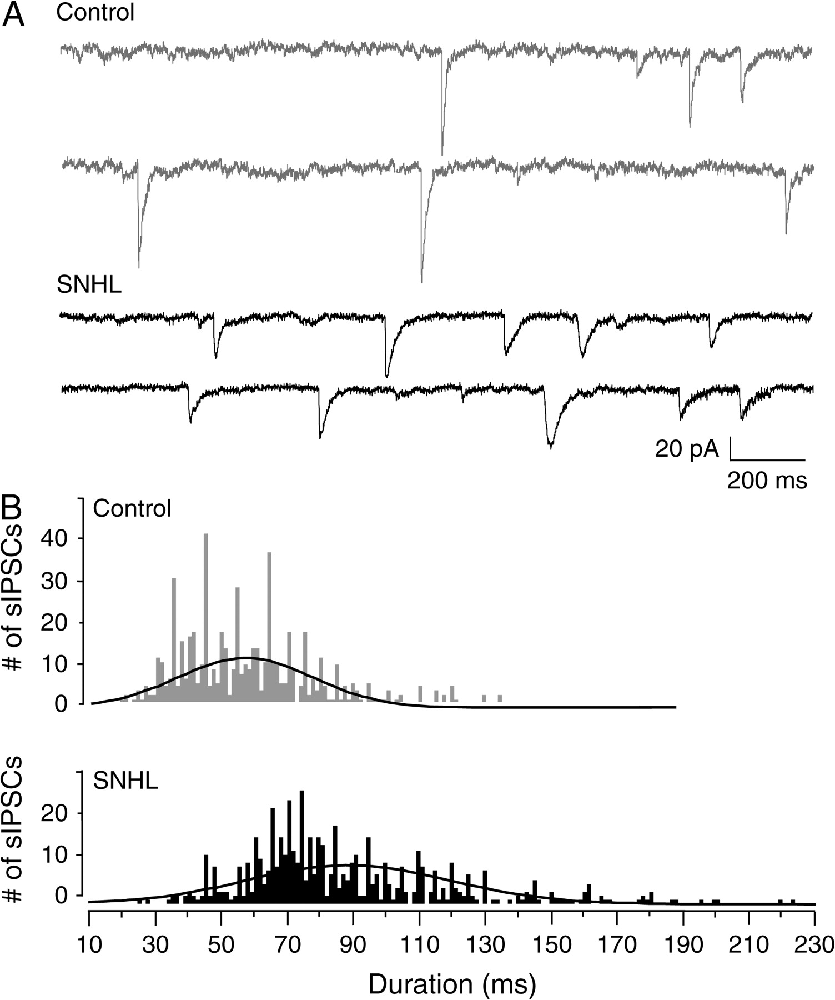 A
Control
SNHL
20 pA
200 ms
B
Control
# of sIPSCs
40
30
20
10
0
SNHL
# of sIPSCs
20
10
0
10 30 50 70 90 110 130 150 170 190 210 230
Duration (ms)